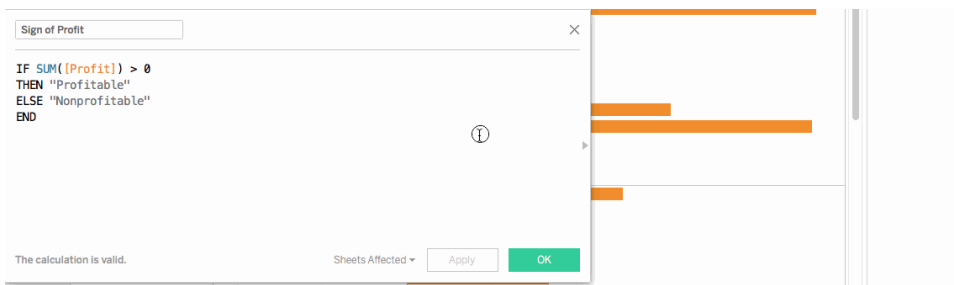 Sign of Profit
IF SUM([Profit]) > 0
THEN "Profitable"
ELSE "Nonprofitable"
END
The calculation is valid.
Sheets Affected
Apply
OK